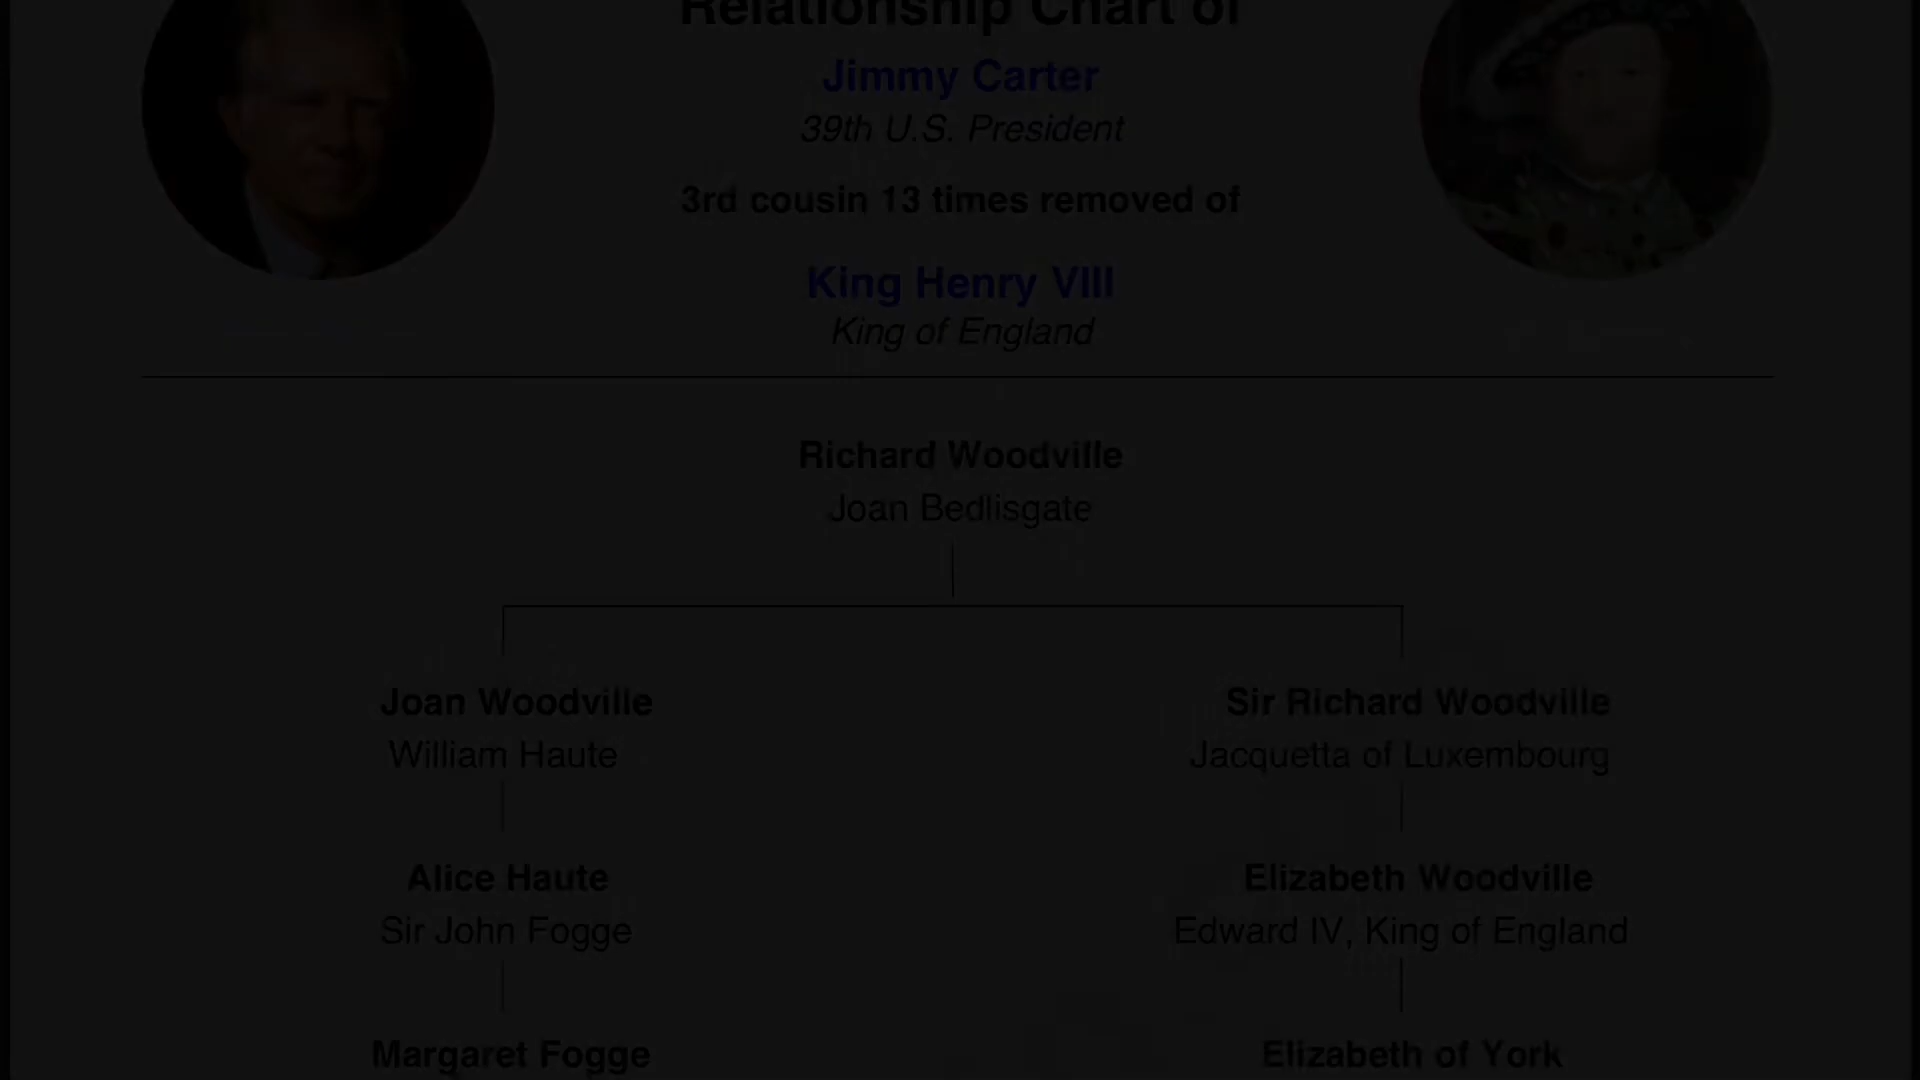 Relationship Chart of
Jimmy Carter
39th U.S. President
3rd cousin 13 times removed of
King Henry VIII
King of England
Richard Woodville
Joan Bedlisgate
Joan Woodville
Sir Richard Woodville
William Haute
Jacquetta of Luxembourg
Alice Haute
Elizabeth Woodville
Sir John Fogge
Edward IV, King of England
Margaret Fogge
Elizabeth of York